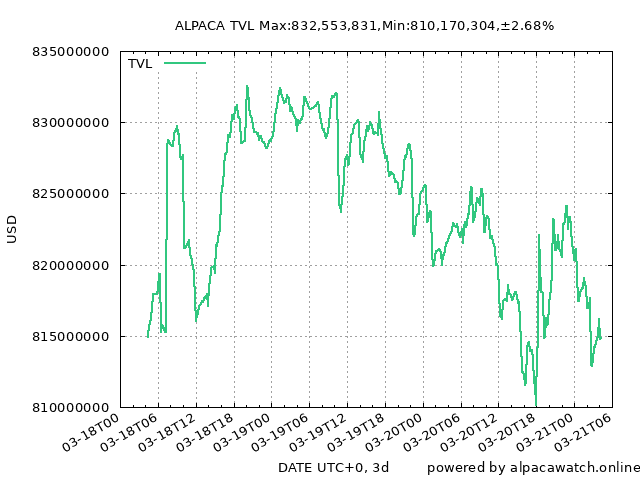 ALPACA TVL Max:832,553,831,Min:810,170,304,±2.68%
835000000
TVL
830000000
825000000
USD
820000000
815000000
810000000
03-18T00 03-18T06 03-18T12 03-18T18 03-19T00 03-19T06 03-19T12 03-19T18 03-20T00 03-20T06 03-20T12 03-20T18 03-21T00 03-21T06
DATE UTC+0, 3d powered by alpacawatch.online